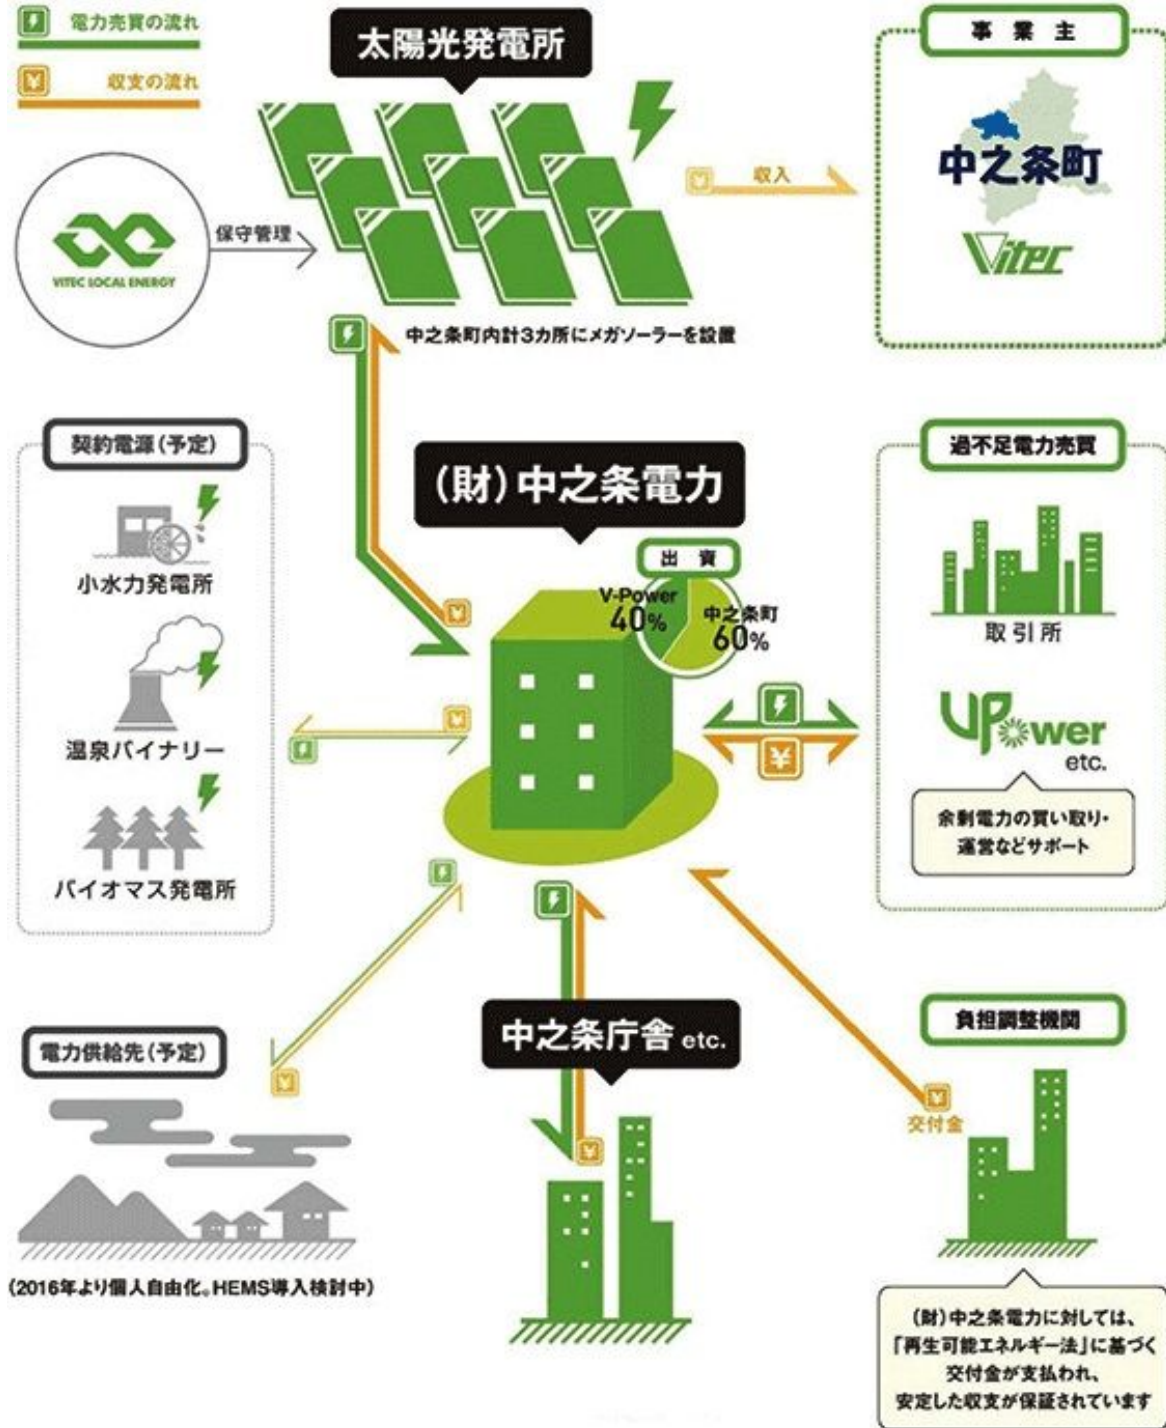 電力売買の流れ
¥ 収支の流れ
太陽光発電所
VITEC LOCAL ENERGY
保守管理
¥ 収入
事業主
中之条町
Vitec
中之条町内計3カ所にメガソーラーを設置
契約電源(予定)
小水力発電所
温泉バイナリー
バイオマス発電所
(財)中之条電力
出資
V-Power
40%
中之条町
60%
¥
¥
¥
過不足電力売買
取引所
VPower
etc.
余剰電力の買い取り・
運営などサポート
電力供給先(予定)
¥
(2016年より個人自由化。HEMS導入検討中)
中之条庁舎 etc.
¥
負担調整機関
¥
交付金
(財)中之条電力に対しては、
「再生可能エネルギー法」に基づく
交付金が支払われ、
安定した収支が保証されています